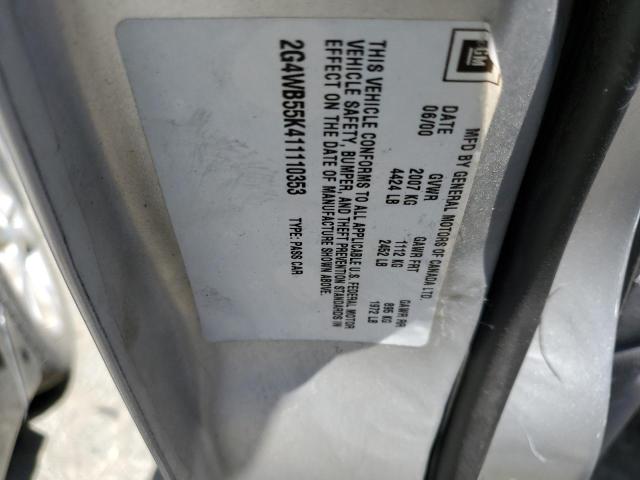 GM
MFD BY GENERAL MOTORS OF CANADA LTD.
DATE GVWR GAWR FRT GAWR RR
06/00 2007 KG 1112 KG 895 KG
4424 LB 2452 LB 1972 LB
THIS VEHICLE CONFORMS TO ALL APPLICABLE U.S. FEDERAL MOTOR
VEHICLE SAFETY, BUMPER, AND THEFT PREVENTION STANDARDS IN
EFFECT ON THE DATE OF MANUFACTURE SHOWN ABOVE.
2G4WB55K411110353 TYPE: PASS CAR